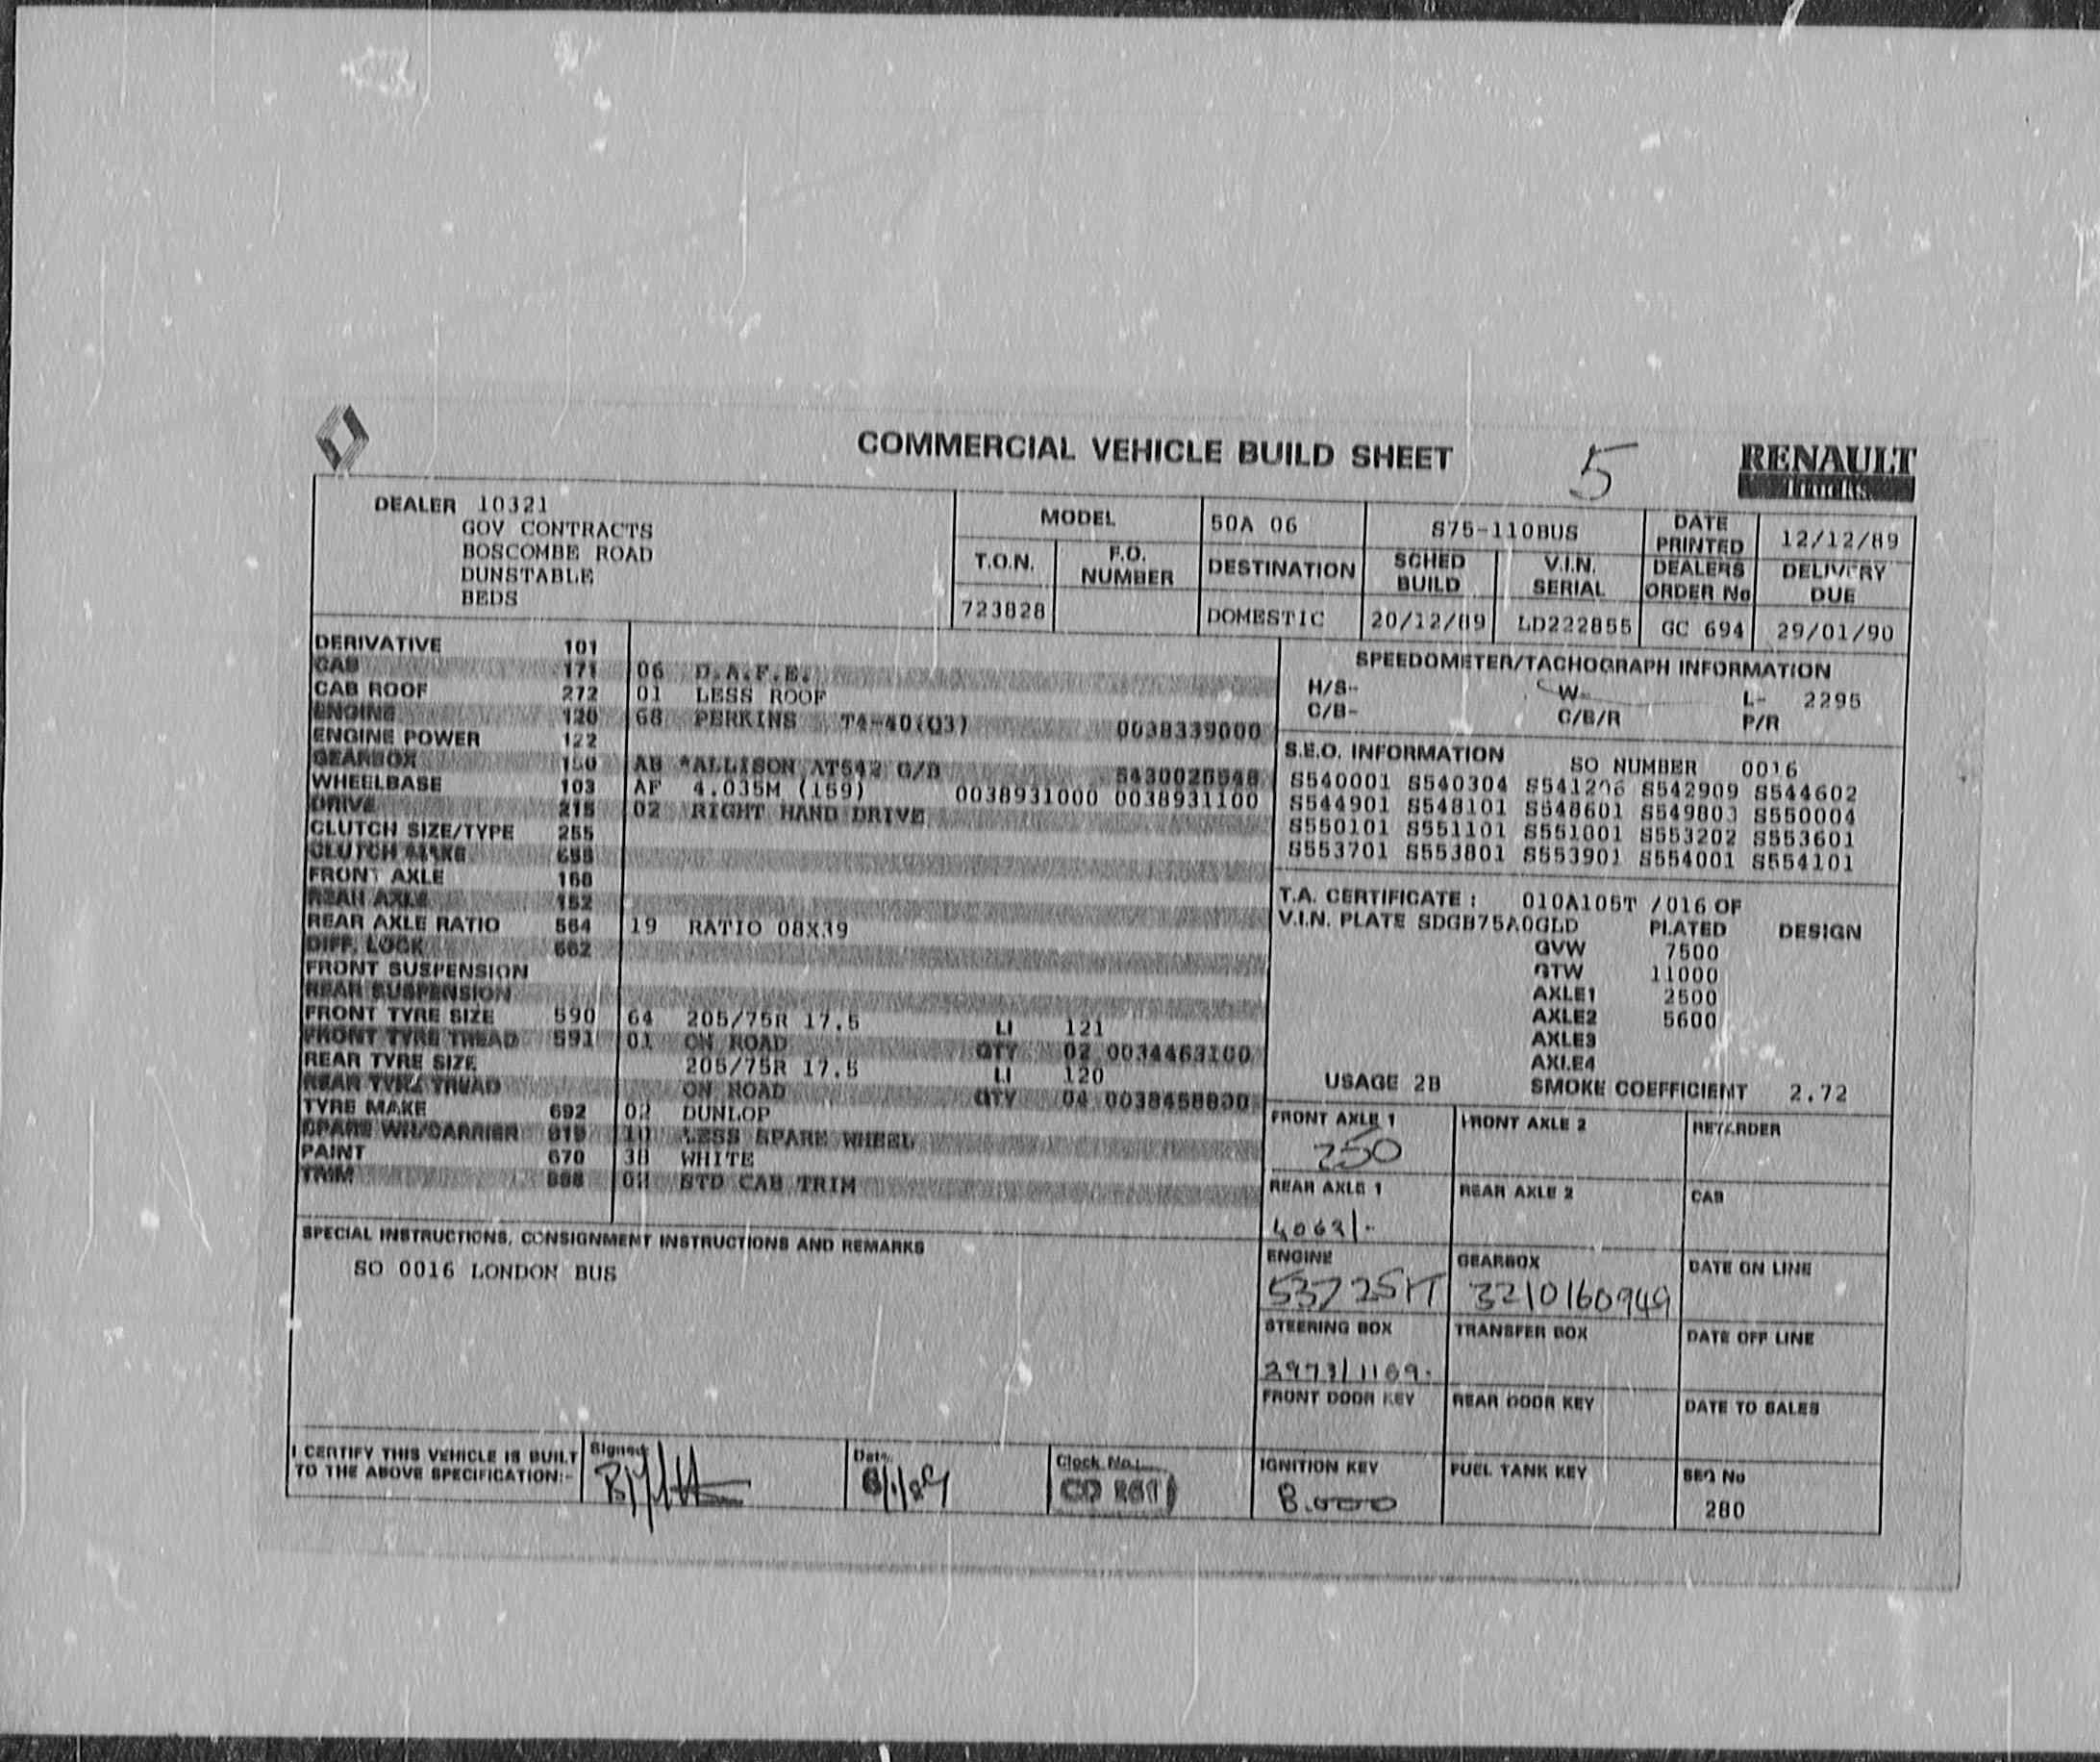 COMMERCIAL VEHICLE BUILD SHEET 5 RENAULT
Trucks
DEALER 10321
GOV CONTRACTS
BOSCOMBE ROAD
DUNSTABLE
BEDS
MODEL 50A 06 S75-110BUS DATE PRINTED 12/12/89
T.O.N. F.O. NUMBER DESTINATION SCHED BUILD V.I.N. SERIAL DEALERS ORDER No DELIVERY DUE
723828 DOMESTIC 20/12/89 LD222855 GC 694 29/01/90
DERIVATIVE 101
CAB 171 06 D.A.F.E.
CAB ROOF 272 01 LESS ROOF
ENGINE 120 68 PERKINS T4-40(Q3) 0038339000
ENGINE POWER 122
GEARBOX 150 AB *ALLISON AT542 G/B
WHEELBASE 103 AF 4.035M (159) 0038931000 0038931100
DRIVE 215 02 RIGHT HAND DRIVE
CLUTCH SIZE/TYPE 255
CLUTCH MAKE
FRONT AXLE 168
REAR AXLE 152
REAR AXLE RATIO 564 19 RATIO 08X39
DIFF. LOCK 662
FRONT SUSPENSION
REAR SUSPENSION
FRONT TYRE SIZE 590 64 205/75R 17.5 LI 121
FRONT TYRE TREAD 591 01 ON ROAD QTY 02 0034463100
REAR TYRE SIZE 205/75R 17.5 LI 120
REAR TYRE TREAD ON ROAD QTY 04
TYRE MAKE 692 02 DUNLOP
SPARE WH/CARRIER 10 LESS SPARE WHEEL
PAINT 670 38 WHITE
TRIM STD CAB TRIM
SPECIAL INSTRUCTIONS, CONSIGNMENT INSTRUCTIONS AND REMARKS
SO 0016 LONDON BUS
SPEEDOMETER/TACHOGRAPH INFORMATION
H/S- W- L- 2295
C/B- C/B/R P/R
S.E.O. INFORMATION SO NUMBER 0016
S540001 S540304 S541206 S542909 S544602
S544901 S548101 S548601 S549803 S550004
S550101 S551101 S551801 S553202 S553601
S553701 S553801 S553901 S554001 S554101
T.A. CERTIFICATE : 010A105T /016 OF
V.I.N. PLATE SDGB75A0GLD PLATED DESIGN
GVW 7500
GTW 11000
AXLE1 2500
AXLE2 5600
AXLE3
AXLE4
USAGE 2B SMOKE COEFFICIENT 2.72
FRONT AXLE 1 FRONT AXLE 2 RETARDER
250
REAR AXLE 1 REAR AXLE 2 CAB
ENGINE GEARBOX DATE ON LINE
3210160949
STEERING BOX TRANSFER BOX DATE OFF LINE
2973/1169.
FRONT DOOR KEY REAR DOOR KEY DATE TO SALES
IGNITION KEY FUEL TANK KEY SEQ No
8.000 280
I CERTIFY THIS VEHICLE IS BUILT
TO THE ABOVE SPECIFICATION:-
Signed
Date
Clock No.: